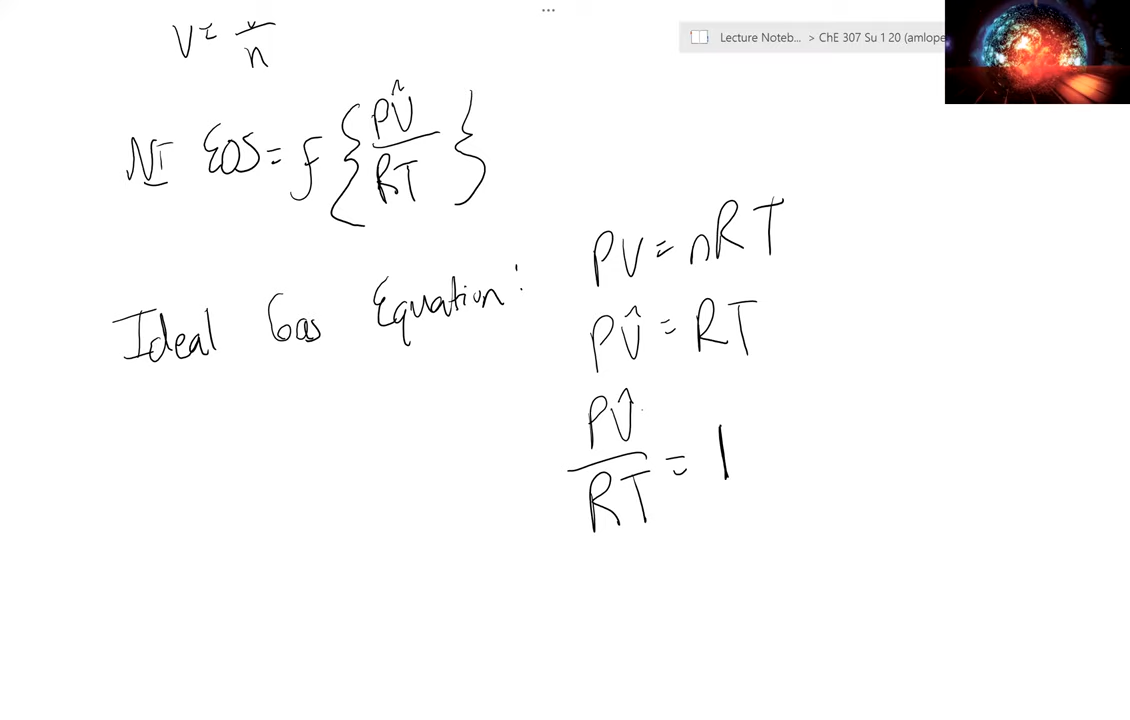 Lecture Noteb... > ChE 307 Su 1 20 (amlope
V = V/n
NI EOS = f { PV̂/RT }
PV = nRT
Ideal Gas Equation:
PV̂ = RT
PV̂/RT = 1